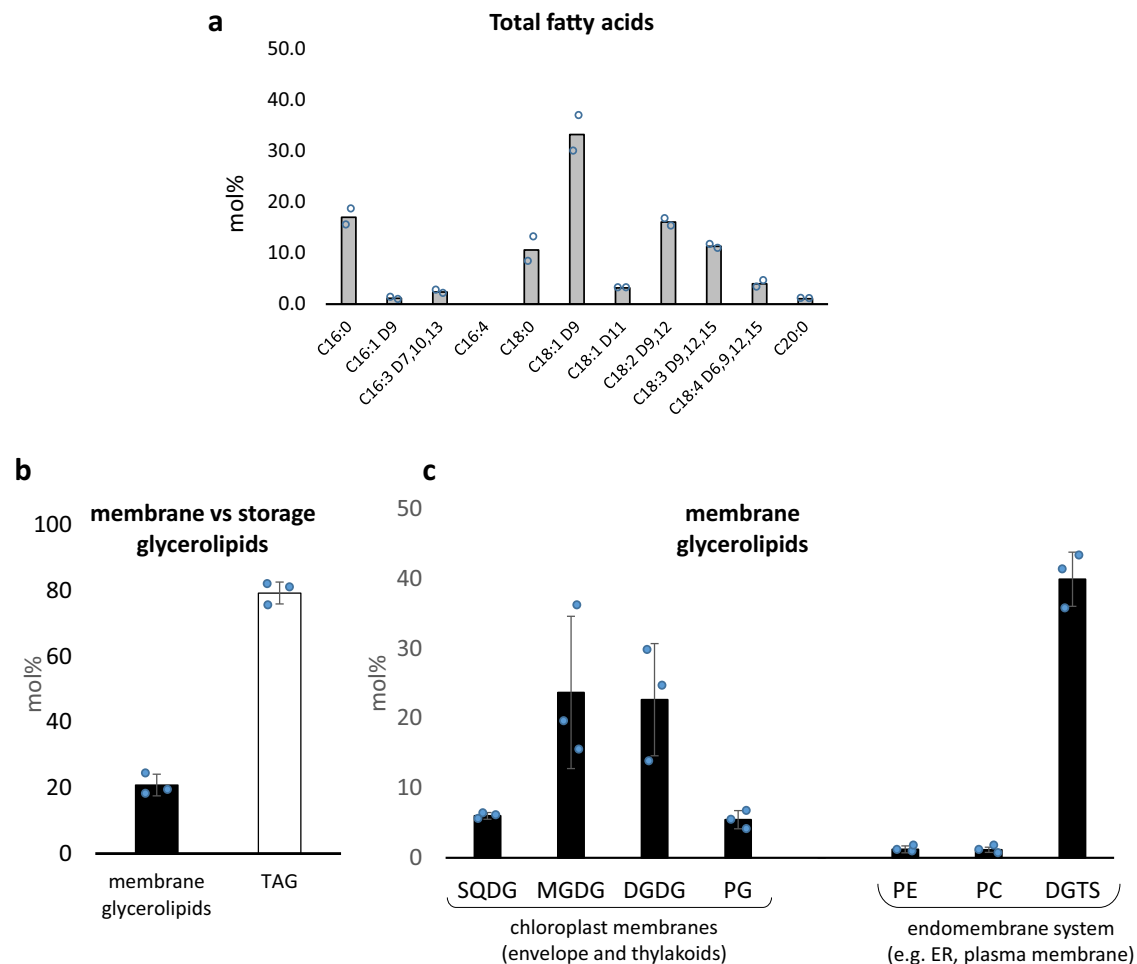 a
Total fatty acids
50.0
40.0
30.0
20.0
10.0
0.0
mol%
C16:0
C16:1 D9
C16:3 D7,10,13
C16:4
C18:0
C18:1 D9
C18:1 D11
C18:2 D9,12
C18:3 D9,12,15
C18:4 D6,9,12,15
C20:0
b
membrane vs storage
glycerolipids
100
80
60
40
20
0
mol%
membrane
glycerolipids
TAG
c
membrane
glycerolipids
50
40
30
20
10
0
mol%
SQDG
MGDG
DGDG
PG
PE
PC
DGTS
chloroplast membranes
(envelope and thylakoids)
endomembrane system
(e.g. ER, plasma membrane)